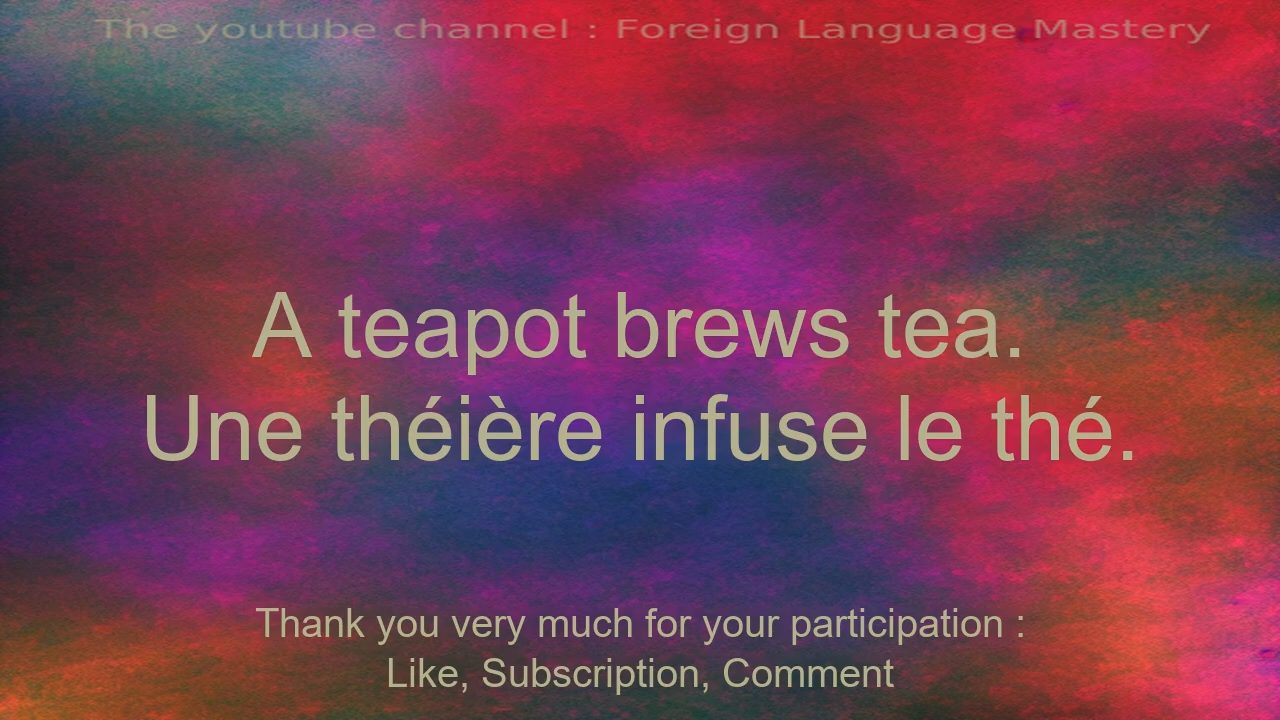 The youtube channel : Foreign Language Mastery
A teapot brews tea.
Une théière infuse le thé.
Thank you very much for your participation :
Like, Subscription, Comment